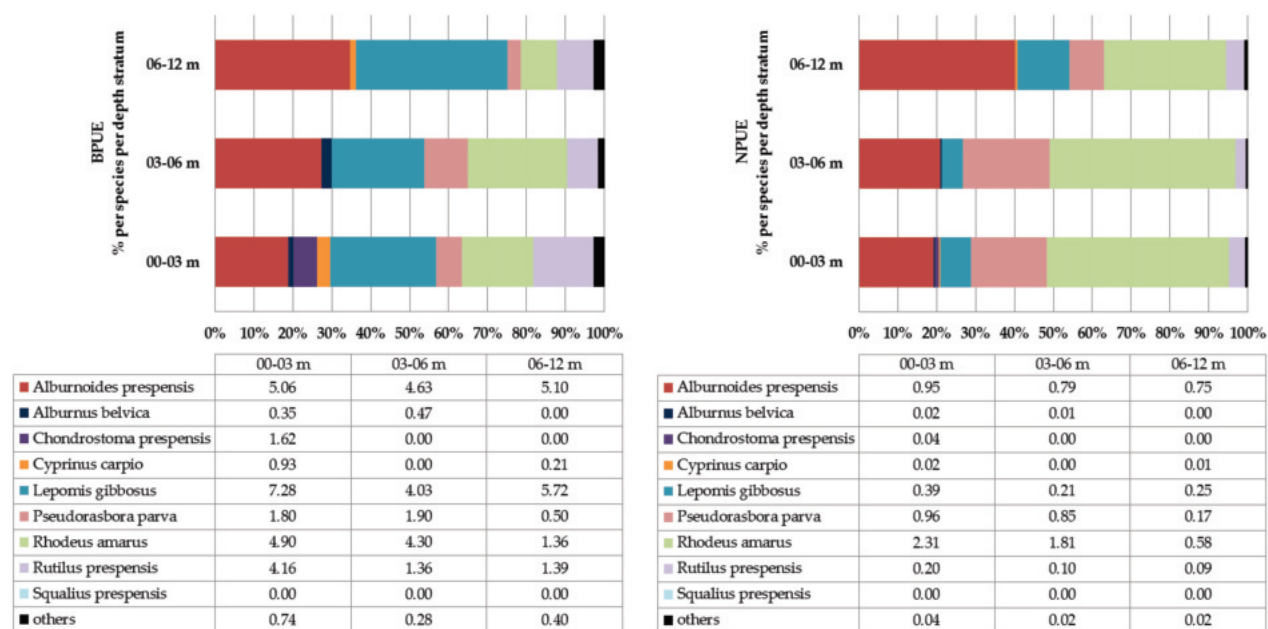 BPUE
% per species per depth stratum
06-12 m
03-06 m
00-03 m
0% 10% 20% 30% 40% 50% 60% 70% 80% 90% 100%
00-03 m 03-06 m 06-12 m
Alburnoides prespensis 5.06 4.63 5.10
Alburnus belvica 0.35 0.47 0.00
Chondrostoma prespensis 1.62 0.00 0.00
Cyprinus carpio 0.93 0.00 0.21
Lepomis gibbosus 7.28 4.03 5.72
Pseudorasbora parva 1.80 1.90 0.50
Rhodeus amarus 4.90 4.30 1.36
Rutilus prespensis 4.16 1.36 1.39
Squalius prespensis 0.00 0.00 0.00
others 0.74 0.28 0.40
NPUE
% per species per depth stratum
06-12 m
03-06 m
00-03 m
0% 10% 20% 30% 40% 50% 60% 70% 80% 90% 100%
00-03 m 03-06 m 06-12 m
Alburnoides prespensis 0.95 0.79 0.75
Alburnus belvica 0.02 0.01 0.00
Chondrostoma prespensis 0.04 0.00 0.00
Cyprinus carpio 0.02 0.00 0.01
Lepomis gibbosus 0.39 0.21 0.25
Pseudorasbora parva 0.96 0.85 0.17
Rhodeus amarus 2.31 1.81 0.58
Rutilus prespensis 0.20 0.10 0.09
Squalius prespensis 0.00 0.00 0.00
others 0.04 0.02 0.02